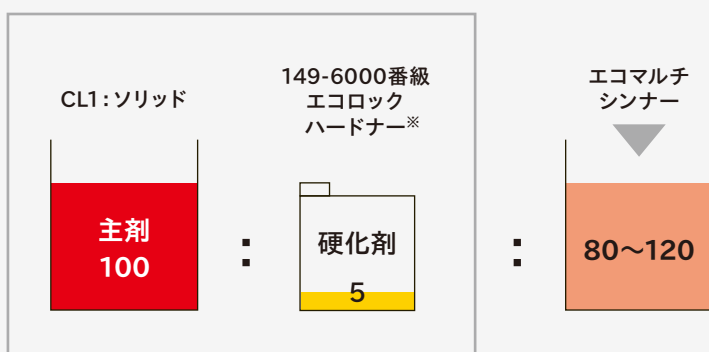 CL1：ソリッド
149-6000番級
エコロック
ハードナー※
エコマルチ
シンナー
主剤
100
:
硬化剤
5
:
80〜120